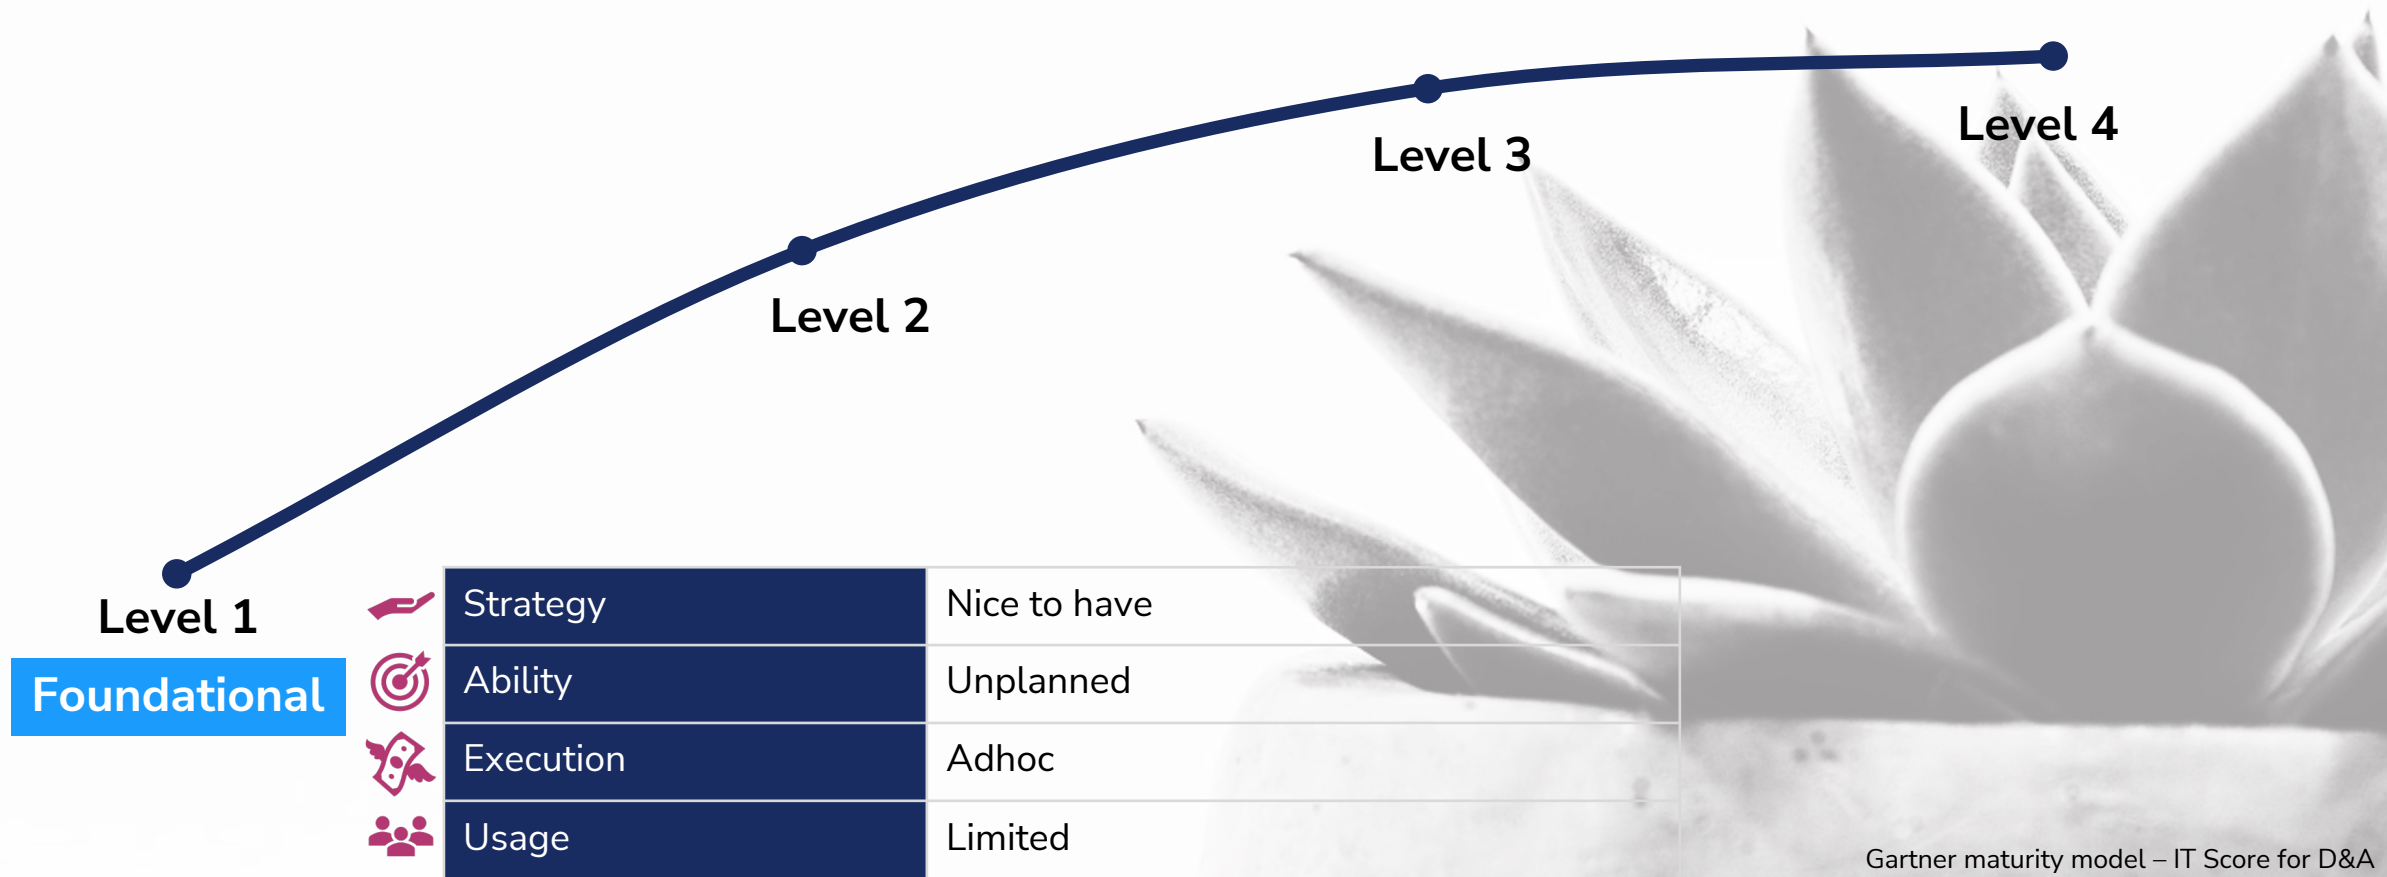 Level 4
Level 3
Level 2
Level 1
Foundational
Strategy Nice to have
Ability Unplanned
Execution Adhoc
Usage Limited
Gartner maturity model – IT Score for D&A